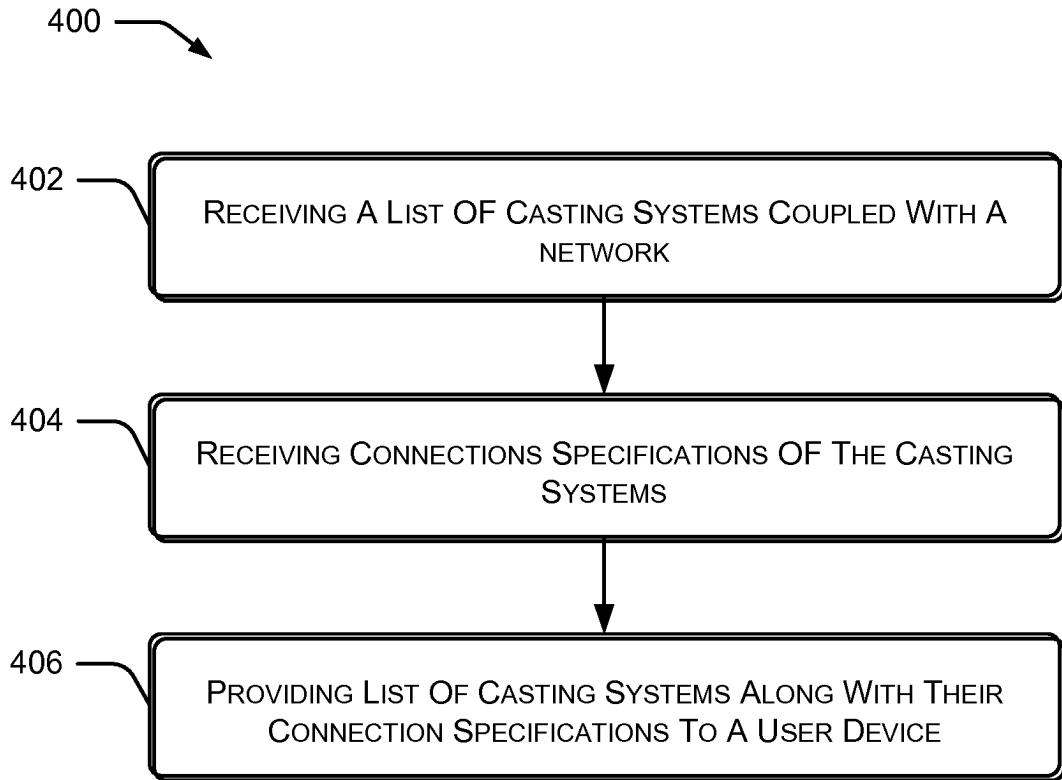 400
402
RECEIVING A LIST OF CASTING SYSTEMS COUPLED WITH A
NETWORK
404
RECEIVING CONNECTIONS SPECIFICATIONS OF THE CASTING
SYSTEMS
406
PROVIDING LIST OF CASTING SYSTEMS ALONG WITH THEIR
CONNECTION SPECIFICATIONS TO A USER DEVICE